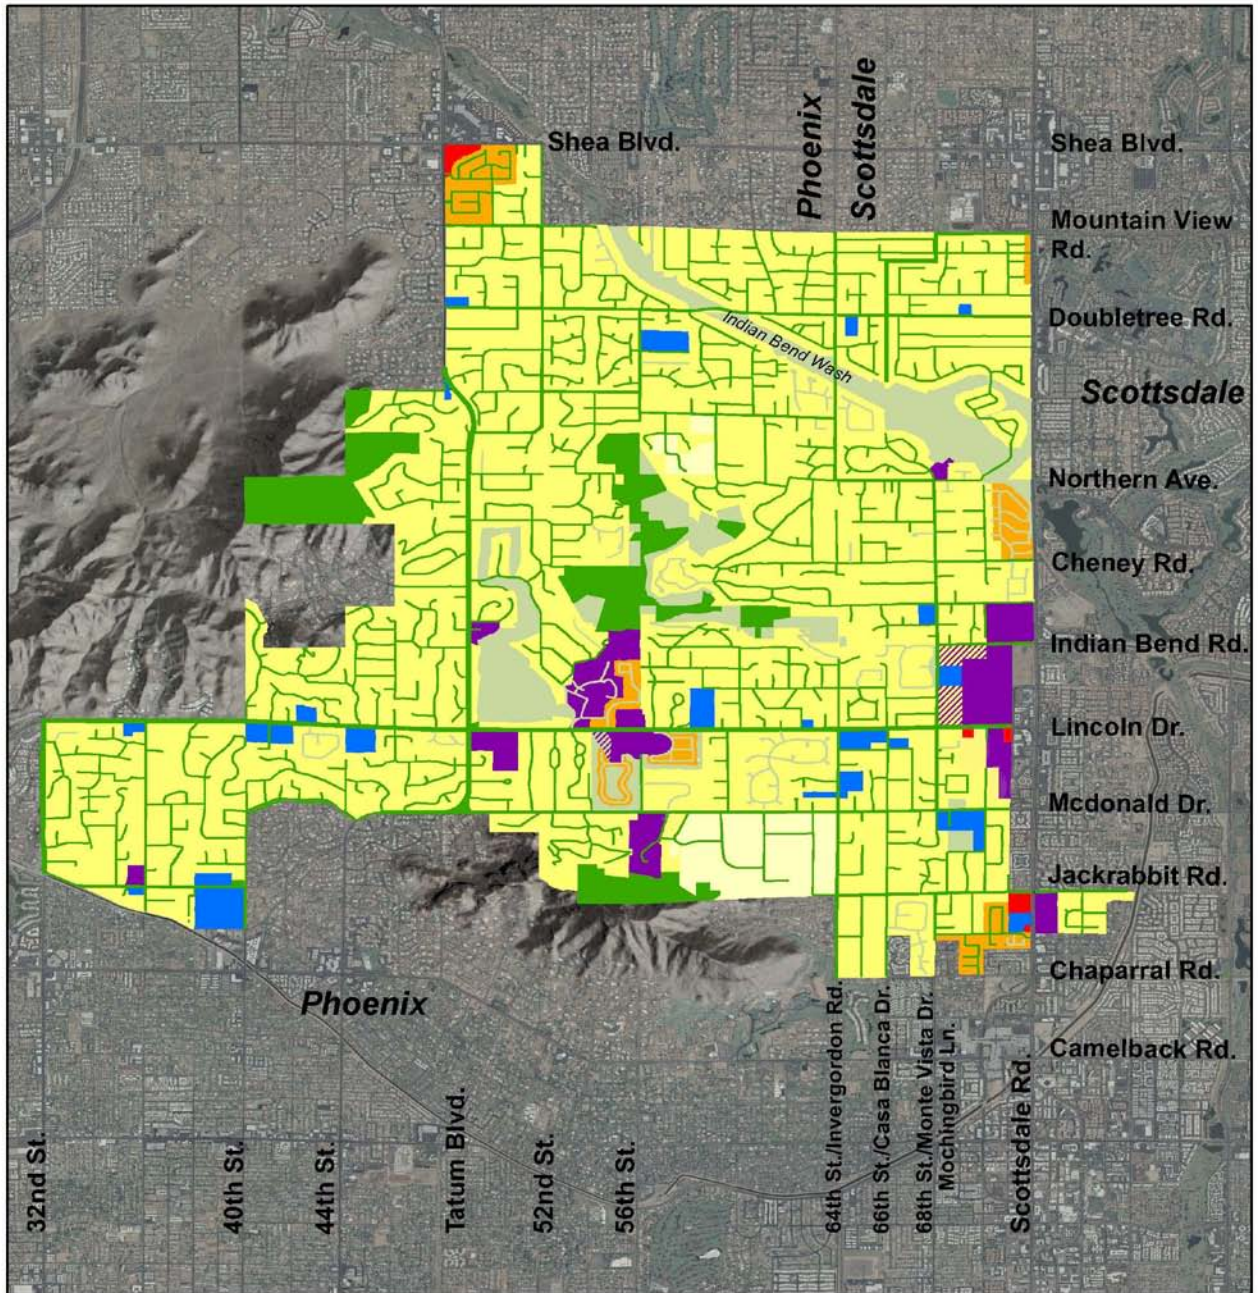 Phoenix
Scottsdale
Shea Blvd.
Shea Blvd.
Mountain View
Rd.
Indian Bend Wash
Doubletree Rd.
Scottsdale
Northern Ave.
Cheney Rd.
Indian Bend Rd.
Lincoln Dr.
Mcdonald Dr.
Jackrabbit Rd.
Chaparral Rd.
Phoenix
Camelback Rd.
32nd St.
40th St.
44th St.
Tatum Blvd.
52nd St.
56th St.
64th St./Invergordon Rd.
66th St./Casa Blanca Dr.
68th St./Monte Vista Dr.
Mochingbird Ln.
Scottsdale Rd.